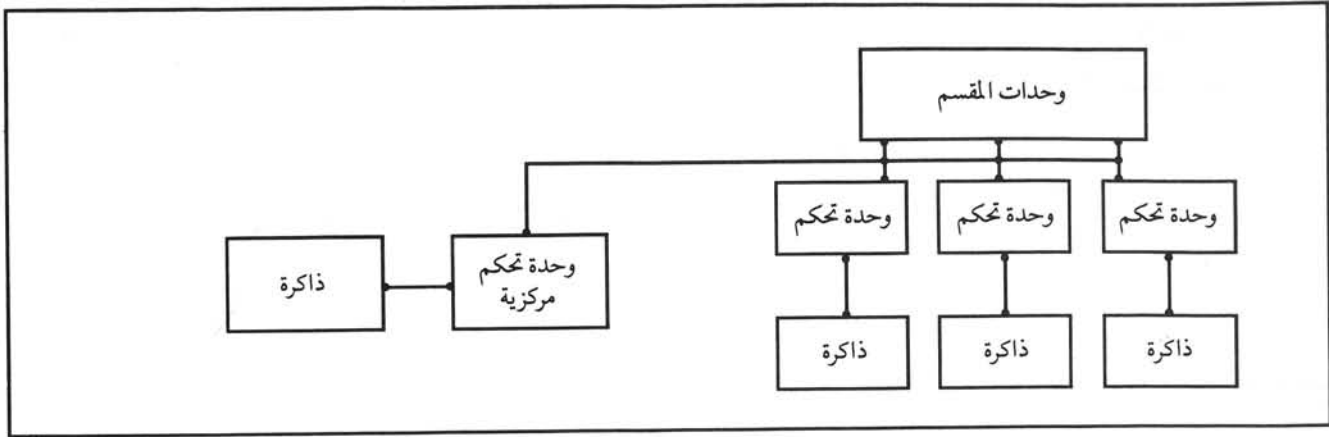 وحدات المقسم
وحدة تحكم
وحدة تحكم
وحدة تحكم
وحدة تحكم
مركزية
ذاكرة
ذاكرة
ذاكرة
ذاكرة